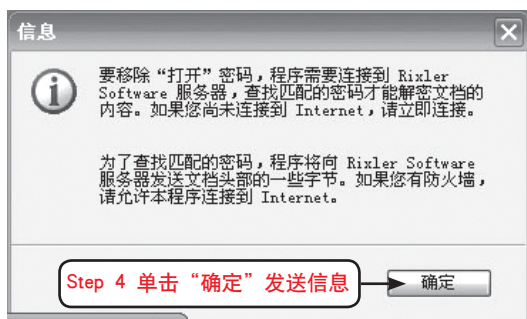 信息
要移除“打开”密码，程序需要连接到 Rixler
Software 服务器，查找匹配的密码才能解密文档的
内容。如果您尚未连接到 Internet，请立即连接。
为了查找匹配的密码，程序将向 Rixler Software
服务器发送文档头部的一些字节。如果您有防火墙，
请允许本程序连接到 Internet。
Step 4 单击“确定”发送信息
确定